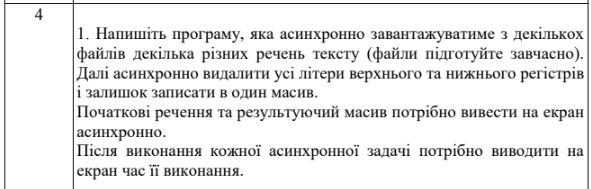 4
1. Напишіть програму, яка асинхронно завантажуватиме з декількох
файлів декілька різних речень тексту (файли підготуйте завчасно).
Далі асинхронно видалити усі літери верхнього та нижнього регістрів
і залишок записати в один масив.
Початкові речення та результуючий масив потрібно вивести на екран
асинхронно.
Після виконання кожної асинхронної задачі потрібно виводити на
екран час її виконання.